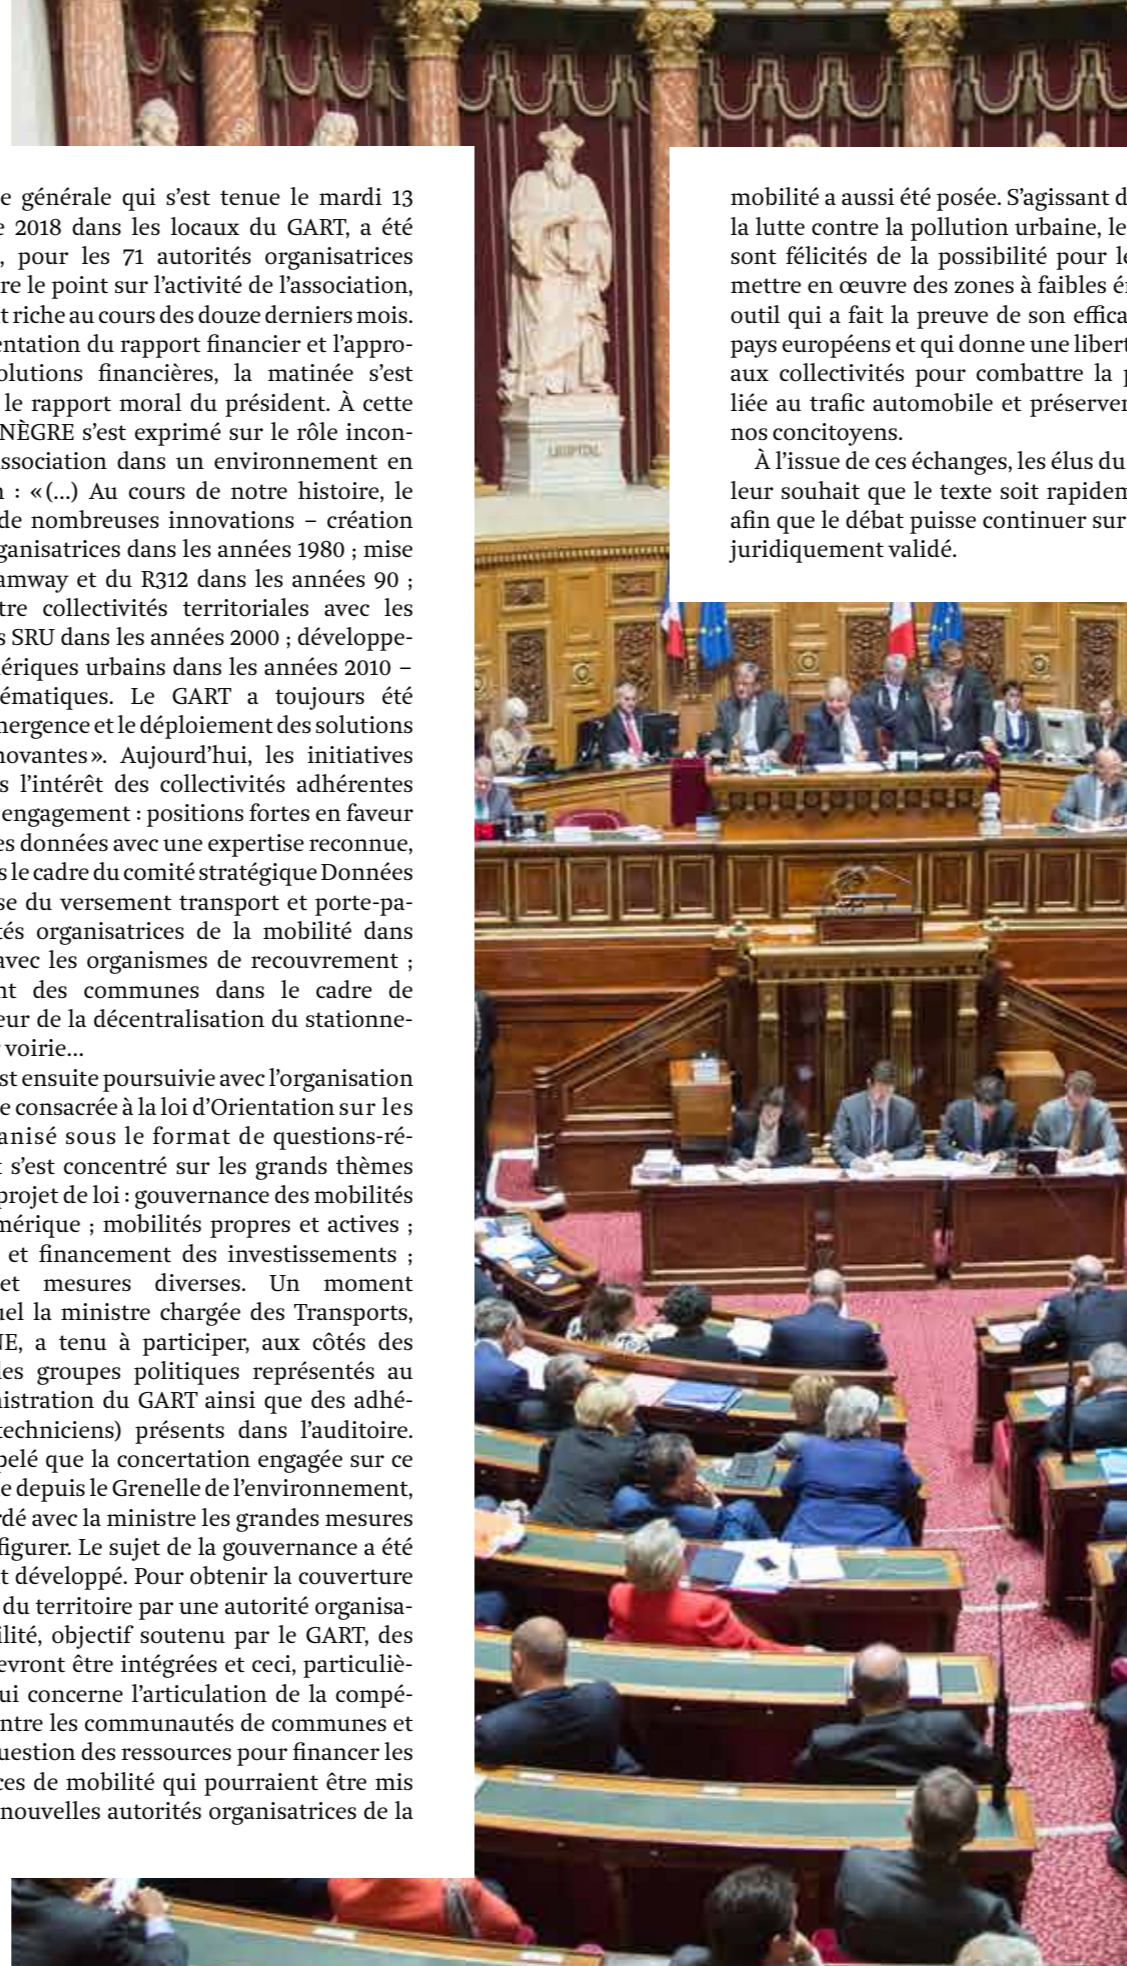 e générale qui s'est tenue le mardi 13
e 2018 dans les locaux du GART, a été
, pour les 71 autorités organisatrices
re le point sur l'activité de l'association,
t riche au cours des douze derniers mois.
entation du rapport financier et l'appro-
olutions financières, la matinée s'est
le rapport moral du président. À cette
NÈGRE s'est exprimé sur le rôle incon-
ssociation dans un environnement en
n : «(...) Au cours de notre histoire, le
de nombreuses innovations – création
ganisatrices dans les années 1980 ; mise
amway et du R312 dans les années 90 ;
tre collectivités territoriales avec les
s SRU dans les années 2000 ; développe-
ériques urbains dans les années 2010 –
ématiques. Le GART a toujours été
mergence et le déploiement des solutions
novantes». Aujourd'hui, les initiatives
s l'intérêt des collectivités adhérentes
engagement : positions fortes en faveur
es données avec une expertise reconnue,
s le cadre du comité stratégique Données
se du versement transport et porte-pa-
tés organisatrices de la mobilité dans
avec les organismes de recouvrement ;
nt des communes dans le cadre de
eur de la décentralisation du stationne-
voirie...
st ensuite poursuivie avec l'organisation
e consacrée à la loi d'Orientation sur les
anisé sous le format de questions-ré-
t s'est concentré sur les grands thèmes
projet de loi : gouvernance des mobilités
mérique ; mobilités propres et actives ;
et financement des investissements ;
et mesures diverses. Un moment
uel la ministre chargée des Transports,
NE, a tenu à participer, aux côtés des
les groupes politiques représentés au
nistration du GART ainsi que des adhé-
techniciens) présents dans l'auditoire.
pelé que la concertation engagée sur ce
e depuis le Grenelle de l'environnement,
rdé avec la ministre les grandes mesures
figurer. Le sujet de la gouvernance a été
t développé. Pour obtenir la couverture
du territoire par une autorité organisa-
ilité, objectif soutenu par le GART, des
evront être intégrées et ceci, particuliè-
ui concerne l'articulation de la compé-
ntre les communautés de communes et
uestion des ressources pour financer les
ces de mobilité qui pourraient être mis
nouvelles autorités organisatrices de la
mobilité a aussi été posée. S'agissant d
la lutte contre la pollution urbaine, le
sont félicités de la possibilité pour le
mettre en œuvre des zones à faibles ém
outil qui a fait la preuve de son effica
pays européens et qui donne une libert
aux collectivités pour combattre la p
liée au trafic automobile et préserver
nos concitoyens.
À l'issue de ces échanges, les élus du
leur souhait que le texte soit rapidem
afin que le débat puisse continuer sur
juridiquement validé.
LHOPITAL